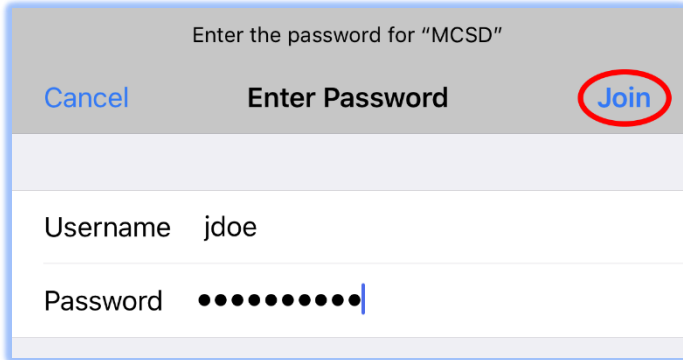 Enter the password for “MCSD”
Cancel Enter Password Join
Username jdoe
Password ••••••••••